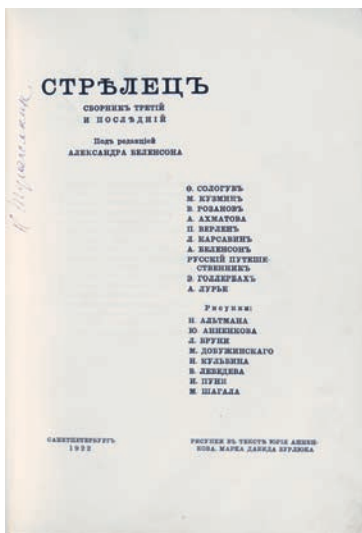 СТРѢЛЕЦЪ
СБОРНИКЪ ТРЕТІЙ
И ПОСЛѢДНІЙ
Подъ редакціей
АЛЕКСАНДРА БЕЛЕНСОНА
Ѳ. СОЛОГУБЪ
М. КУЗМИНЪ
В. РОЗАНОВЪ
А. АХМАТОВА
П. ВЕРЛЕНЪ
Л. КАРСАВИНЪ
А. БЕЛЕНСОНЪ
РУССКІЙ ПУТЕШЕ-
СТВЕННИКЪ
Э. ГОЛЛЕРБАХЪ
А. ЛУРЬЕ
Рисунки:
Н. АЛЬТМАНА
Ю. АННЕНКОВА
Л. БРУНИ
М. ДОБУЖИНСКАГО
Н. КУЛЬБИНА
В. ЛЕБЕДЕВА
И. ПУНИ
М. ШАГАЛА
САНКТПЕТЕРБУРГЪ
1922
РИСУНКИ ВЪ ТЕКСТѢ ЮРІЯ АННЕН-
КОВА. МАРКА ДАВИДА БУРЛЮКА